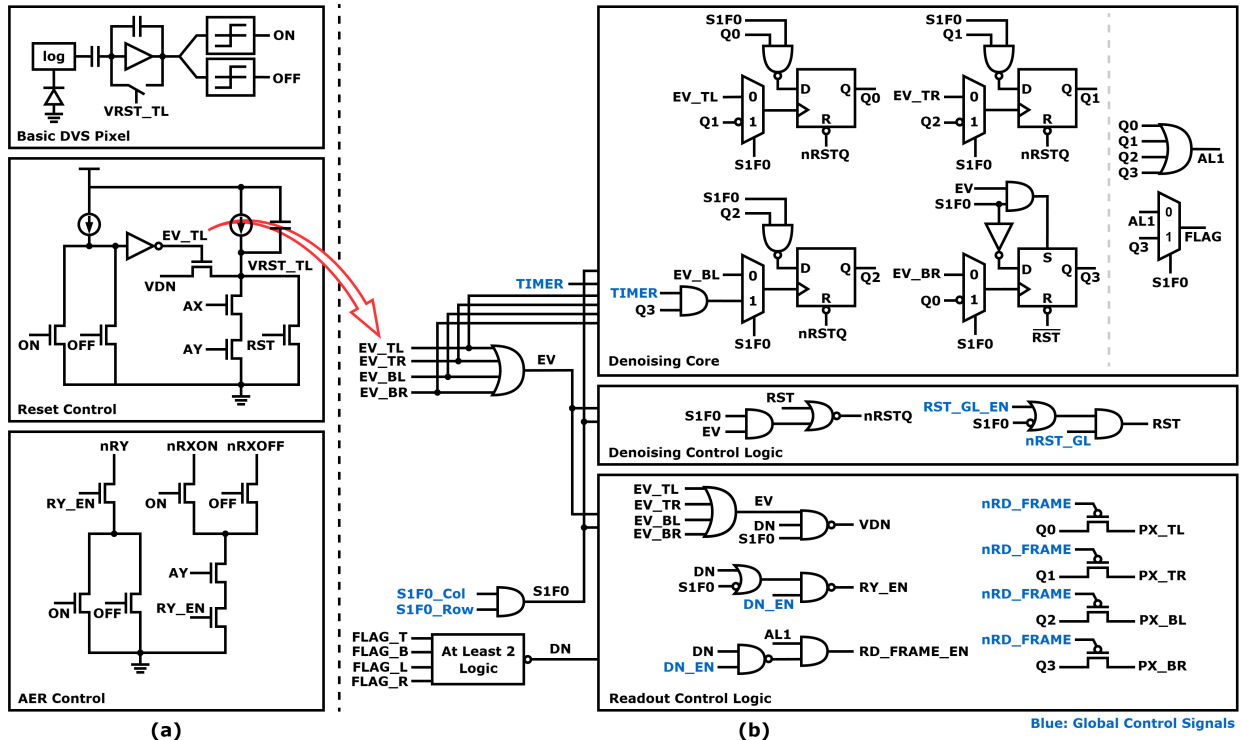 log
ON
OFF
VRST_TL
Basic DVS Pixel
EV_TL
VRST_TL
VDN
AX
AY
ON
OFF
RST
Reset Control
nRY
nRXON
nRXOFF
RY_EN
ON
OFF
AY
RY_EN
ON
OFF
AER Control
(a)
TIMER
EV_TL
EV_TR
EV_BL
EV_BR
EV
S1F0_Col
S1F0_Row
S1F0
FLAG_T
FLAG_B
FLAG_L
FLAG_R
At Least 2
Logic
DN
S1F0
Q0
EV_TL
Q1
0
1
S1F0
D
Q
R
Q0
nRSTQ
S1F0
Q1
EV_TR
Q2
0
1
S1F0
D
Q
R
Q1
nRSTQ
S1F0
Q2
EV_BL
TIMER
Q3
0
1
S1F0
D
Q
R
Q2
nRSTQ
EV
S1F0
EV_BR
Q0
0
1
S1F0
D
S
Q
R
Q3
RST
Q0
Q1
Q2
Q3
AL1
AL1
Q3
0
1
FLAG
S1F0
Denoising Core
RST
S1F0
EV
nRSTQ
RST_GL_EN
S1F0
nRST_GL
RST
Denoising Control Logic
EV_TL
EV_TR
EV_BL
EV_BR
EV
DN
S1F0
VDN
DN
S1F0
DN_EN
RY_EN
AL1
DN
DN_EN
RD_FRAME_EN
nRD_FRAME
Q0
PX_TL
nRD_FRAME
Q1
PX_TR
nRD_FRAME
Q2
PX_BL
nRD_FRAME
Q3
PX_BR
Readout Control Logic
(b)
Blue: Global Control Signals